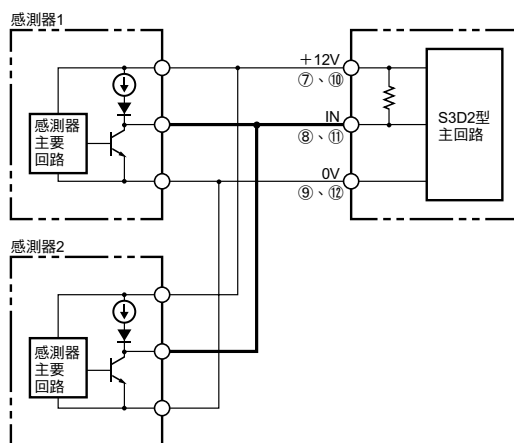 感測器1
+12V
⑦、⑩
感測器
主要
回路
IN
⑧、⑪
S3D2型
主回路
0V
⑨、⑫
感測器2
感測器
主要
回路